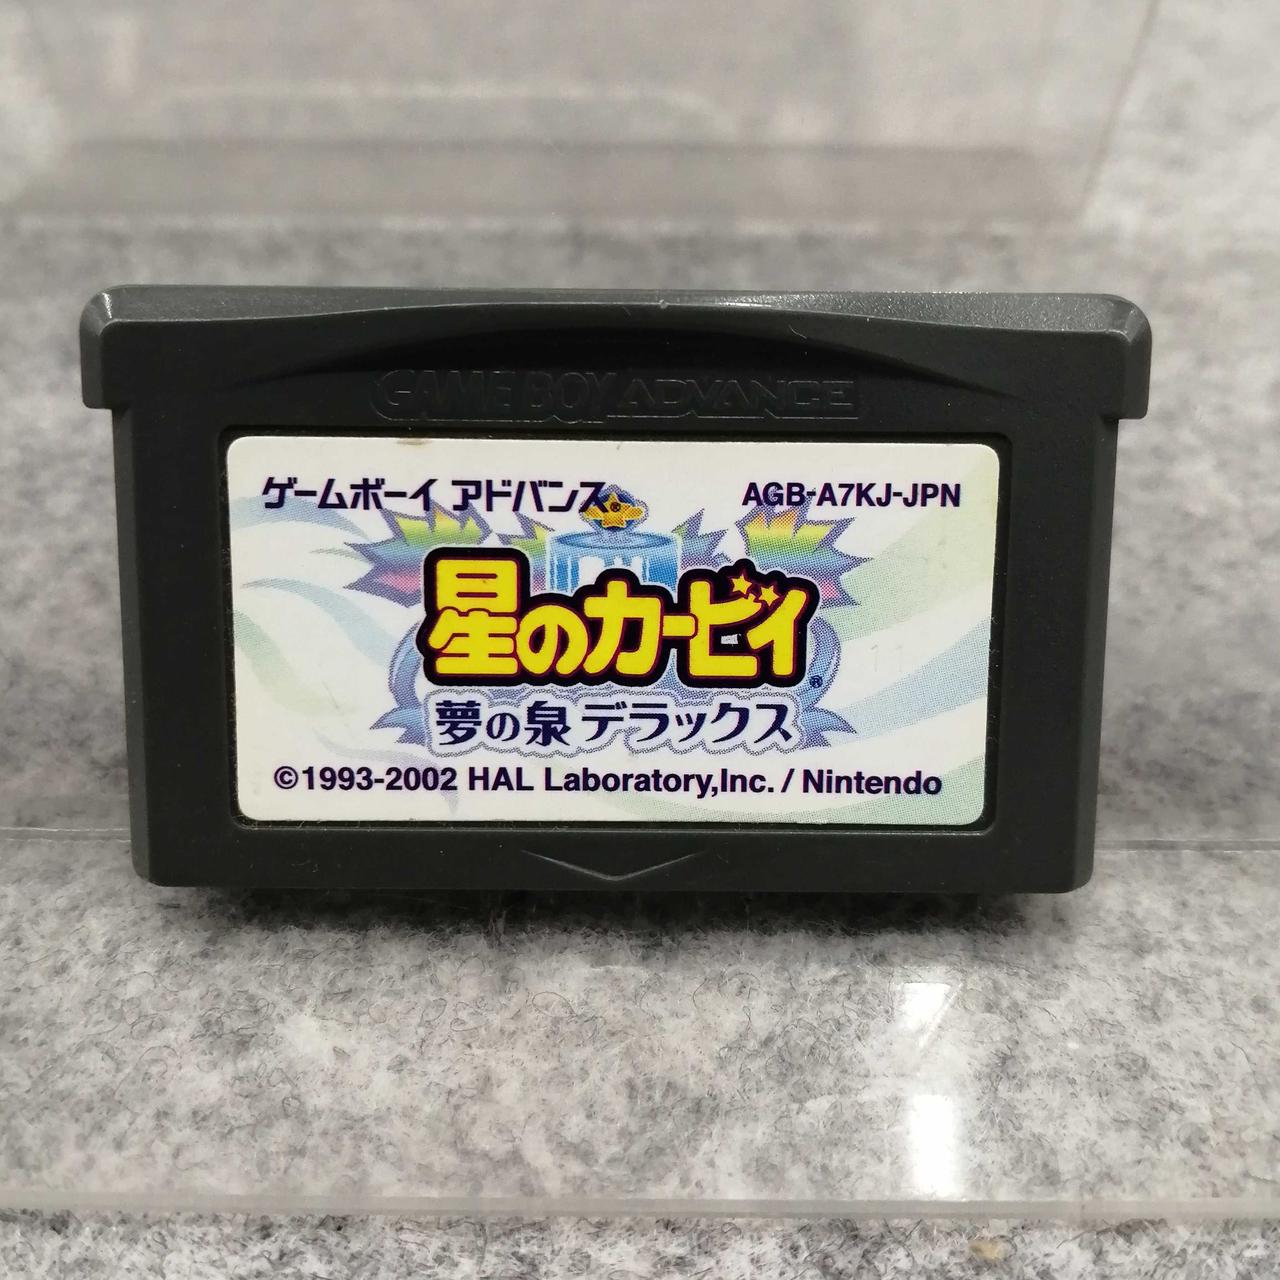 GAME BOY ADVANCE
ゲームボーイ アドバンス®
AGB-A7KJ-JPN
星のカービィ®
11
夢の泉デラックス
©1993-2002 HAL Laboratory,Inc. / Nintendo